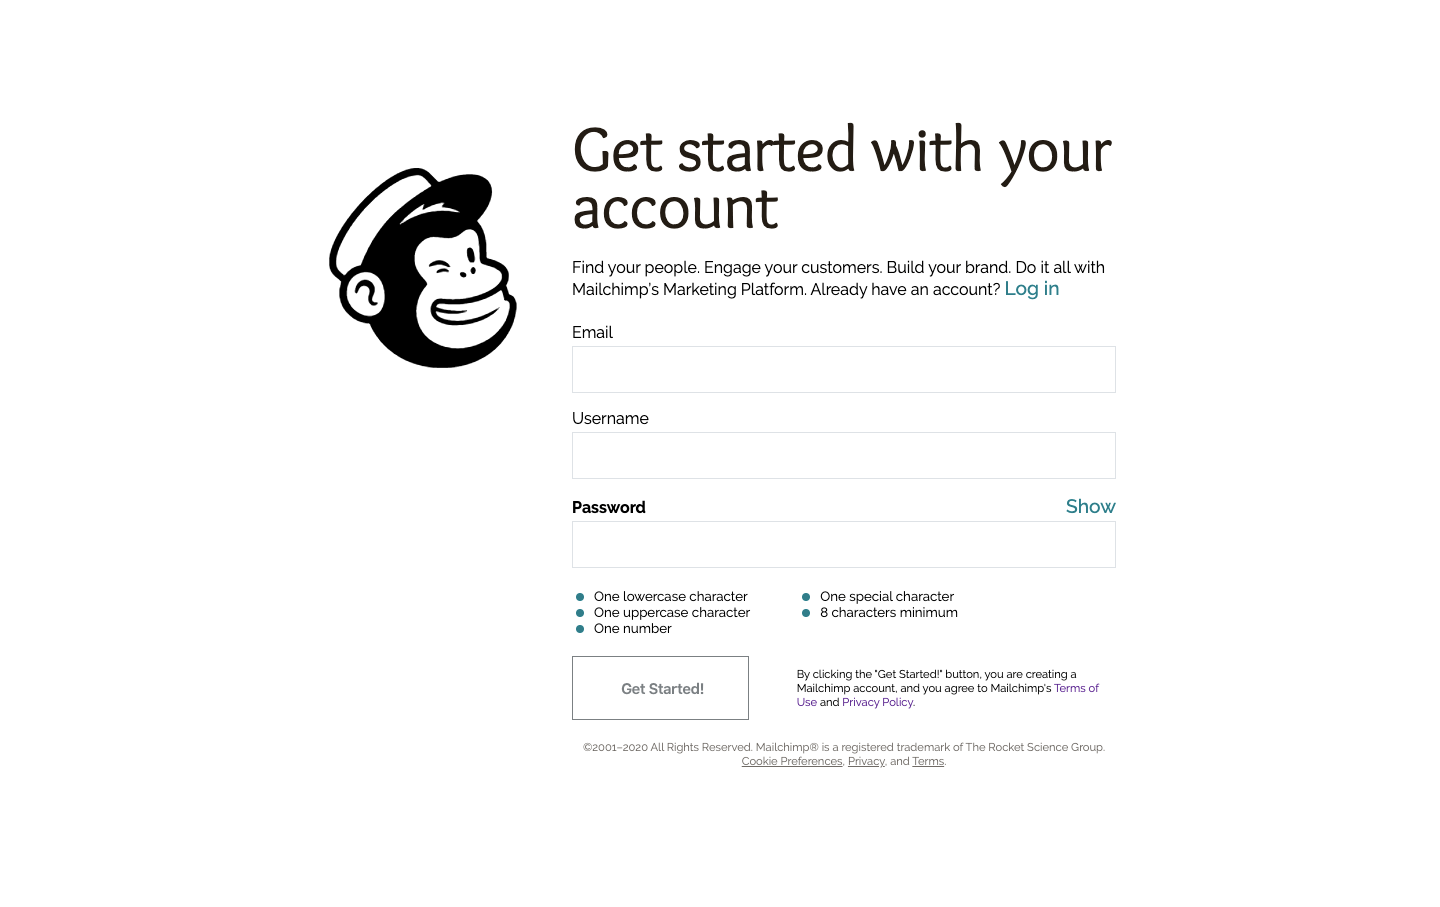 Get started with your
account
Find your people. Engage your customers. Build your brand. Do it all with
Mailchimp's Marketing Platform. Already have an account? Log in
Email
Username
Password
Show
One lowercase character
One uppercase character
One number
One special character
8 characters minimum
Get Started!
By clicking the "Get Started!" button, you are creating a
Mailchimp account, and you agree to Mailchimp's Terms of
Use and Privacy Policy.
©2001–2020 All Rights Reserved. Mailchimp® is a registered trademark of The Rocket Science Group.
Cookie Preferences, Privacy, and Terms.